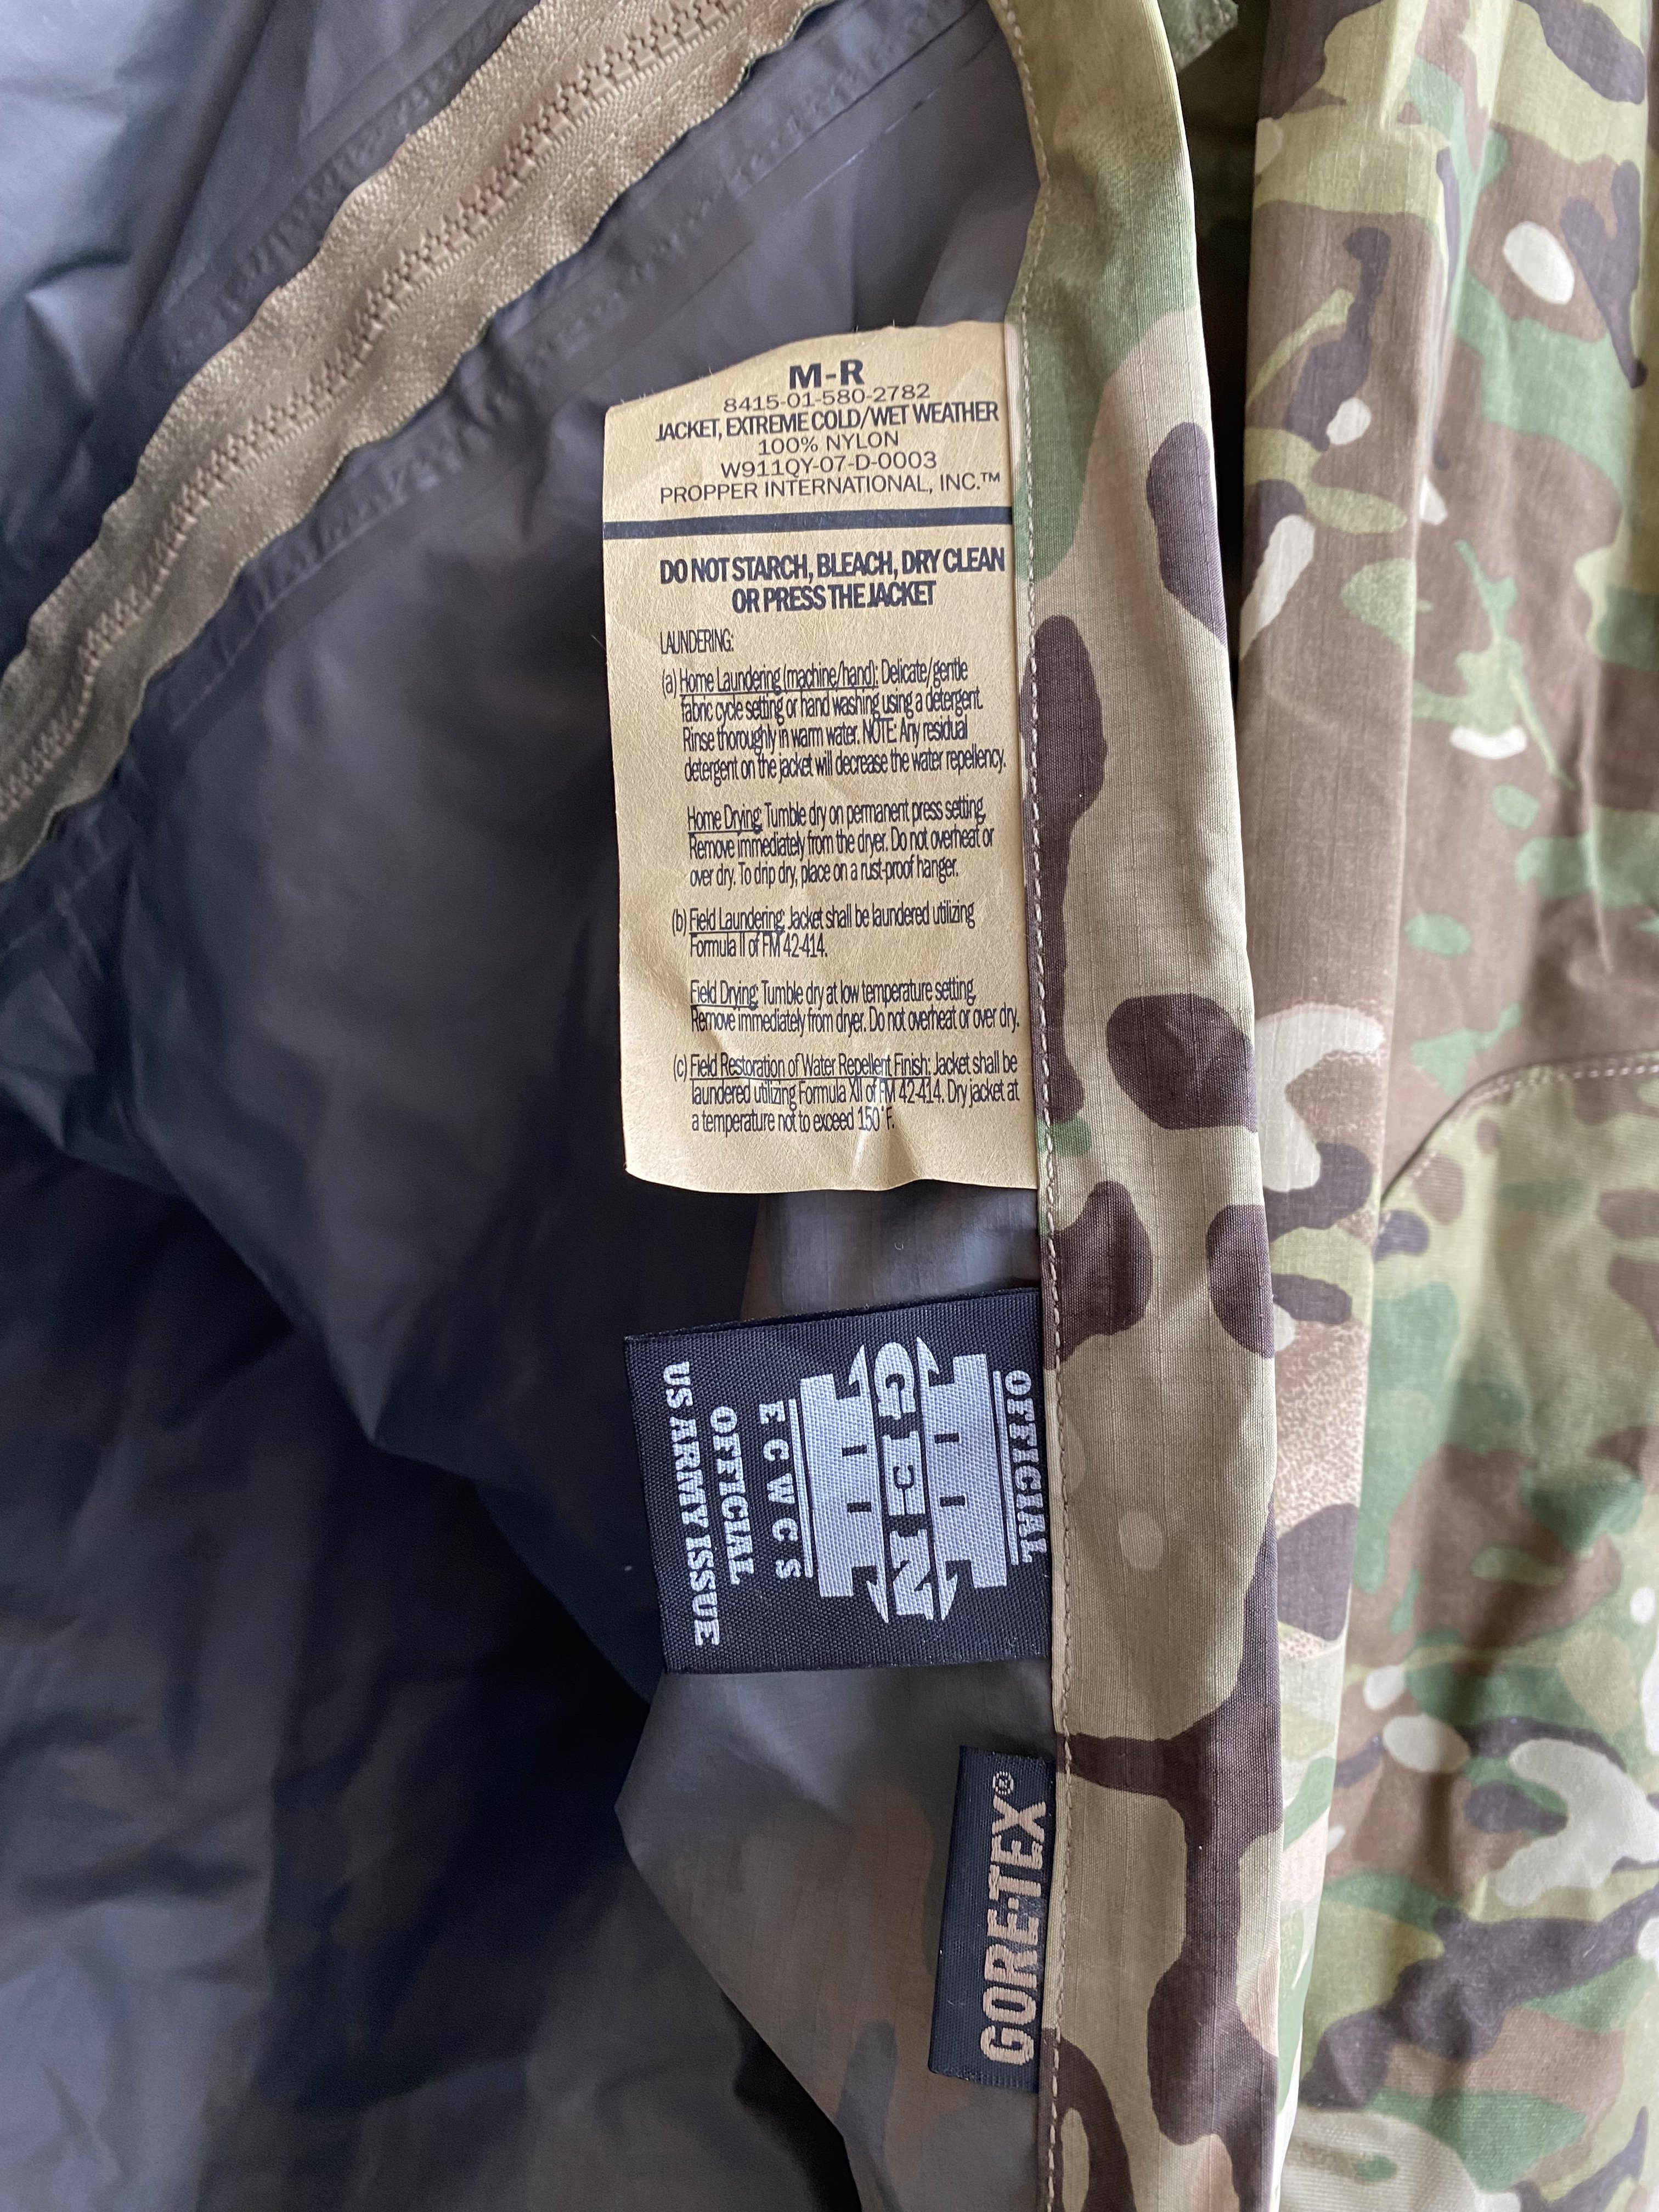 M-R
8415-01-580-2782
JACKET, EXTREME COLD/WET WEATHER
100% NYLON
W911QY-07-D-0003
PROPPER INTERNATIONAL, INC.™
DO NOT STARCH, BLEACH, DRY CLEAN
OR PRESS THE JACKET
LAUNDERING:
(a) Home Laundering (machine/hand): Delicate/gentle
fabric cycle setting or hand washing using a detergent.
Rinse thoroughly in warm water. NOTE: Any residual
detergent on the jacket will decrease the water repellency.
Home Drying: Tumble dry on permanent press setting.
Remove immediately from the dryer. Do not overheat or
over dry. To drip dry, place on a rust-proof hanger.
(b) Field Laundering: Jacket shall be laundered utilizing
Formula II of FM 42-414.
Field Drying: Tumble dry at low temperature setting.
Remove immediately from dryer. Do not overheat or over dry.
(c) Field Restoration of Water Repellent Finish: Jacket shall be
laundered utilizing Formula XII of FM 42-414. Dry jacket at
a temperature not to exceed 150°F.
OFFICIAL
GEN
III
ECWCS
OFFICIAL
US ARMY ISSUE
GORE-TEX®